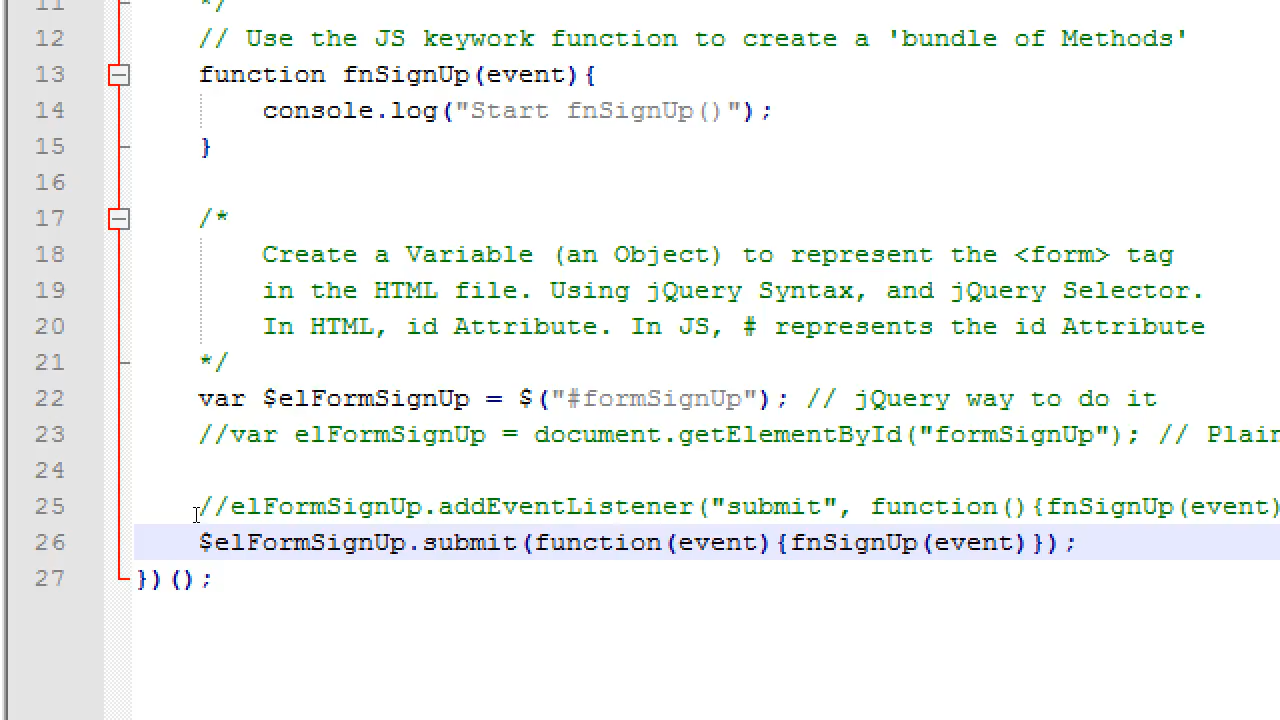 11 */
12 // Use the JS keywork function to create a 'bundle of Methods'
13 function fnSignUp(event){
14 console.log("Start fnSignUp()");
15 }
16
17 /*
18 Create a Variable (an Object) to represent the <form> tag
19 in the HTML file. Using jQuery Syntax, and jQuery Selector.
20 In HTML, id Attribute. In JS, # represents the id Attribute
21 */
22 var $elFormSignUp = $("#formSignUp"); // jQuery way to do it
23 //var elFormSignUp = document.getElementById("formSignUp"); // Plain
24
25 //elFormSignUp.addEventListener("submit", function(){fnSignUp(event)
26 $elFormSignUp.submit(function(event){fnSignUp(event)});
27 })();